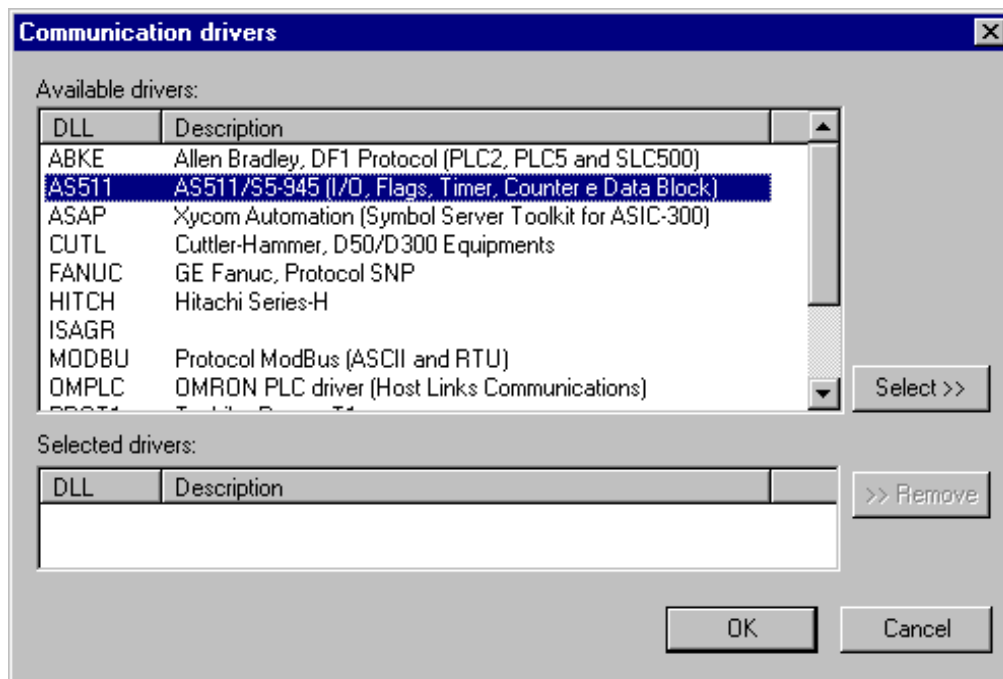 Communication drivers
Available drivers:
DLL Description
ABKE Allen Bradley, DF1 Protocol (PLC2, PLC5 and SLC500)
AS511 AS511/S5-945 (I/O, Flags, Timer, Counter e Data Block)
ASAP Xycom Automation (Symbol Server Toolkit for ASIC-300)
CUTL Cuttler-Hammer, D50/D300 Equipments
FANUC GE Fanuc, Protocol SNP
HITCH Hitachi Series-H
ISAGR
MODBU Protocol ModBus (ASCII and RTU)
OMPLC OMRON PLC driver (Host Links Communications)
Select >>
Selected drivers:
DLL Description
>> Remove
OK Cancel